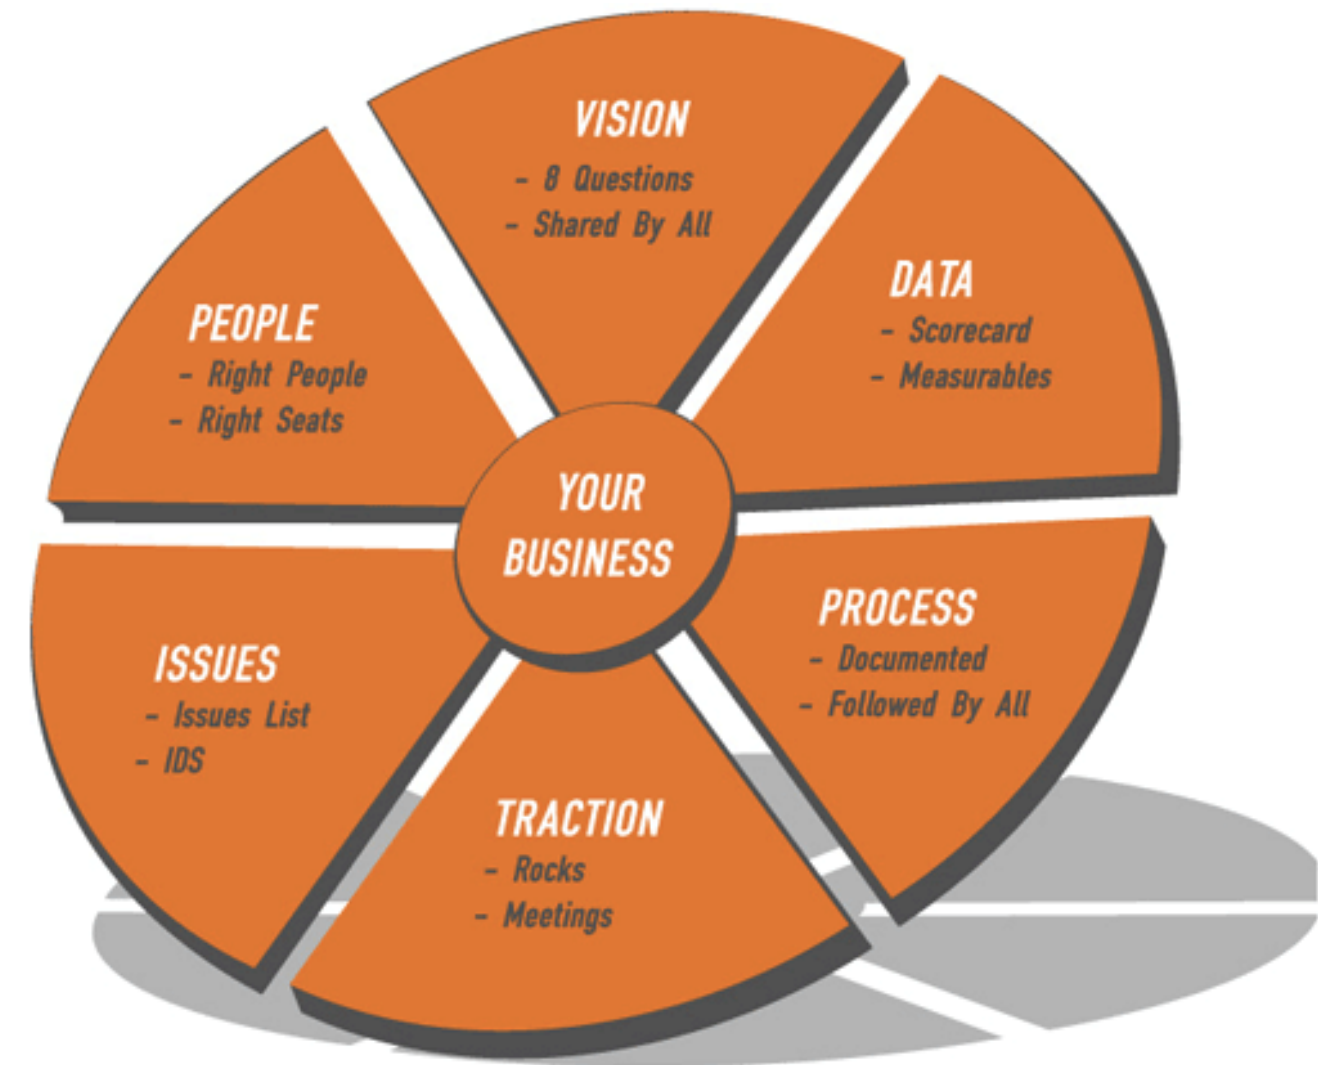 VISION
- 8 Questions
- Shared By All
DATA
- Scorecard
- Measurables
PEOPLE
- Right People
- Right Seats
YOUR
BUSINESS
PROCESS
- Documented
- Followed By All
ISSUES
- Issues List
- IDS
TRACTION
- Rocks
- Meetings